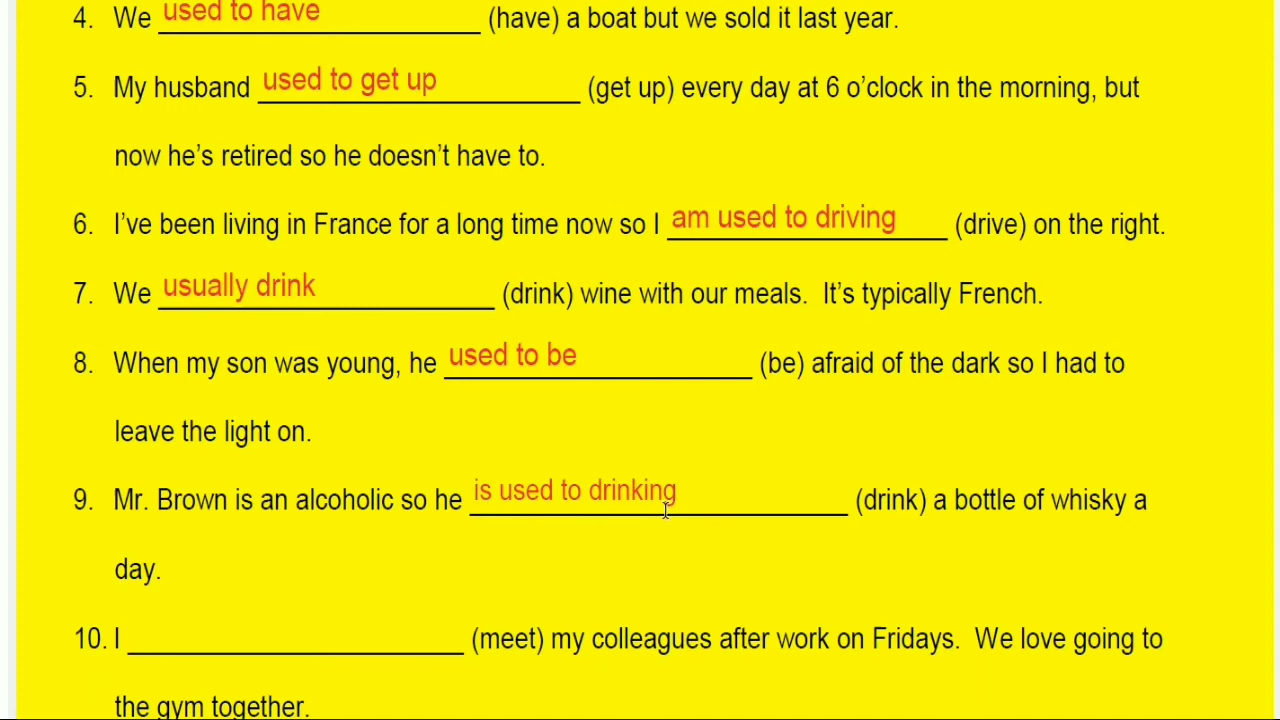 4. We used to have (have) a boat but we sold it last year.
5. My husband used to get up (get up) every day at 6 o’clock in the morning, but
now he’s retired so he doesn’t have to.
6. I’ve been living in France for a long time now so I am used to driving (drive) on the right.
7. We usually drink (drink) wine with our meals. It’s typically French.
8. When my son was young, he used to be (be) afraid of the dark so I had to
leave the light on.
9. Mr. Brown is an alcoholic so he is used to drinking (drink) a bottle of whisky a
day.
10. I ____________________ (meet) my colleagues after work on Fridays. We love going to
the gym together.